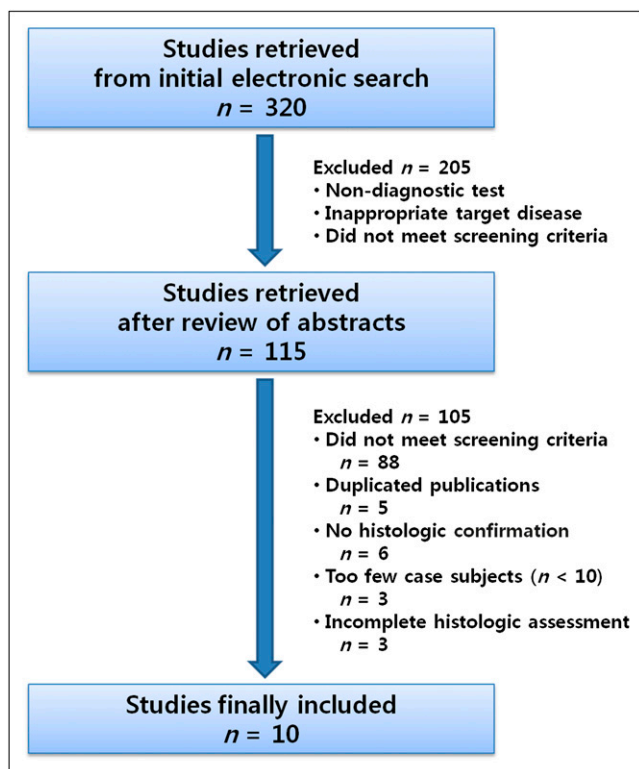 Studies retrieved
from initial electronic search
n = 320
Excluded n = 205
· Non-diagnostic test
· Inappropriate target disease
· Did not meet screening criteria
Studies retrieved
after review of abstracts
n = 115
Excluded n = 105
· Did not meet screening criteria
n = 88
· Duplicated publications
n = 5
· No histologic confirmation
n = 6
· Too few case subjects (n < 10)
n = 3
· Incomplete histologic assessment
n = 3
Studies finally included
n = 10